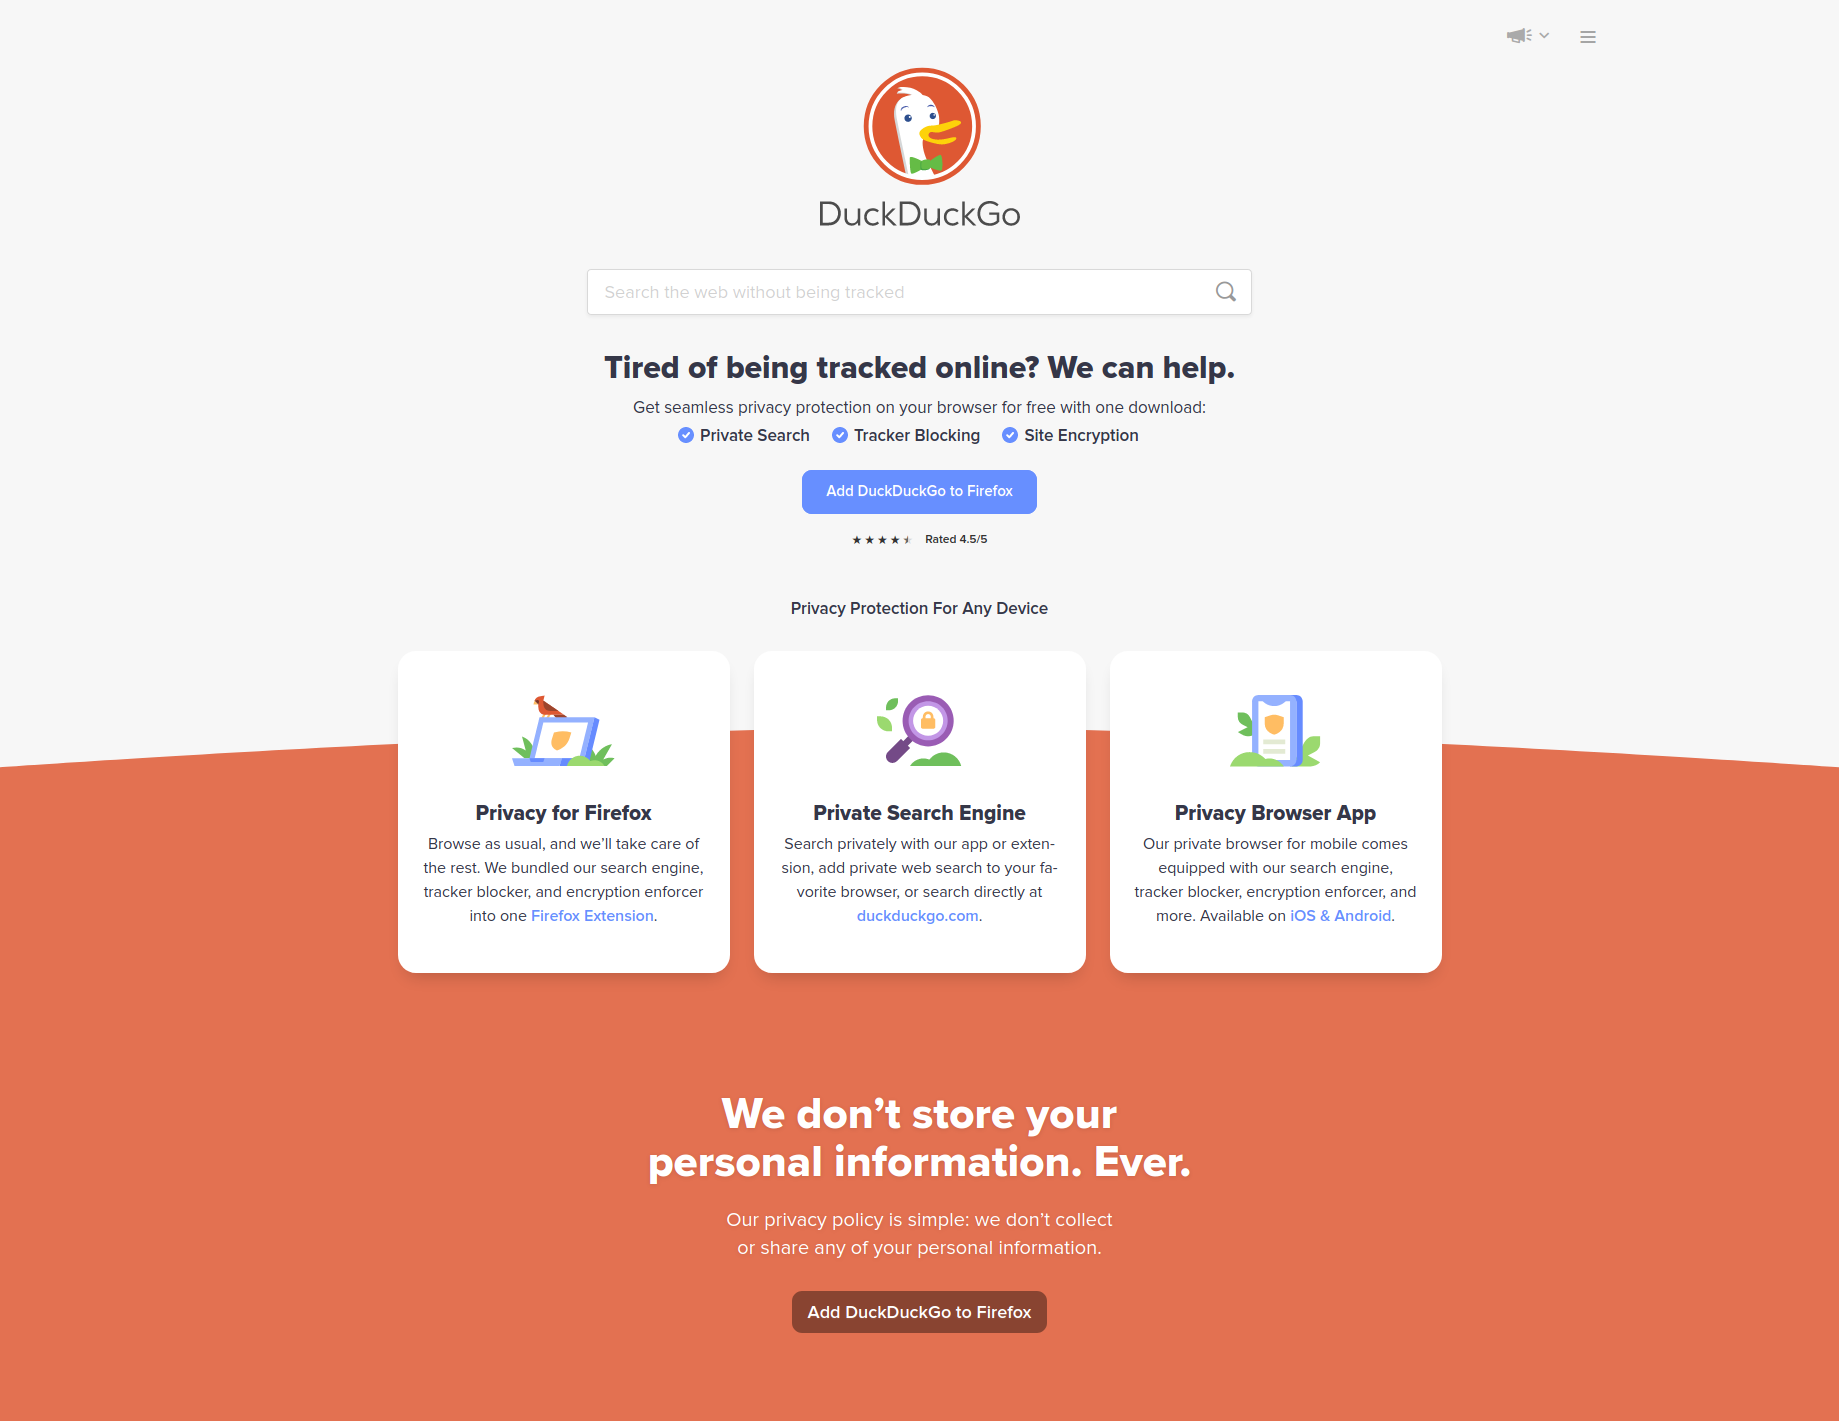 DuckDuckGo
Search the web without being tracked
Tired of being tracked online? We can help.
Get seamless privacy protection on your browser for free with one download:
Private Search Tracker Blocking Site Encryption
Add DuckDuckGo to Firefox
Rated 4.5/5
Privacy Protection For Any Device
Privacy for Firefox
Browse as usual, and we’ll take care of
the rest. We bundled our search engine,
tracker blocker, and encryption enforcer
into one Firefox Extension.
Private Search Engine
Search privately with our app or exten-
sion, add private web search to your fa-
vorite browser, or search directly at
duckduckgo.com.
Privacy Browser App
Our private browser for mobile comes
equipped with our search engine,
tracker blocker, encryption enforcer, and
more. Available on iOS & Android.
We don’t store your
personal information. Ever.
Our privacy policy is simple: we don’t collect
or share any of your personal information.
Add DuckDuckGo to Firefox